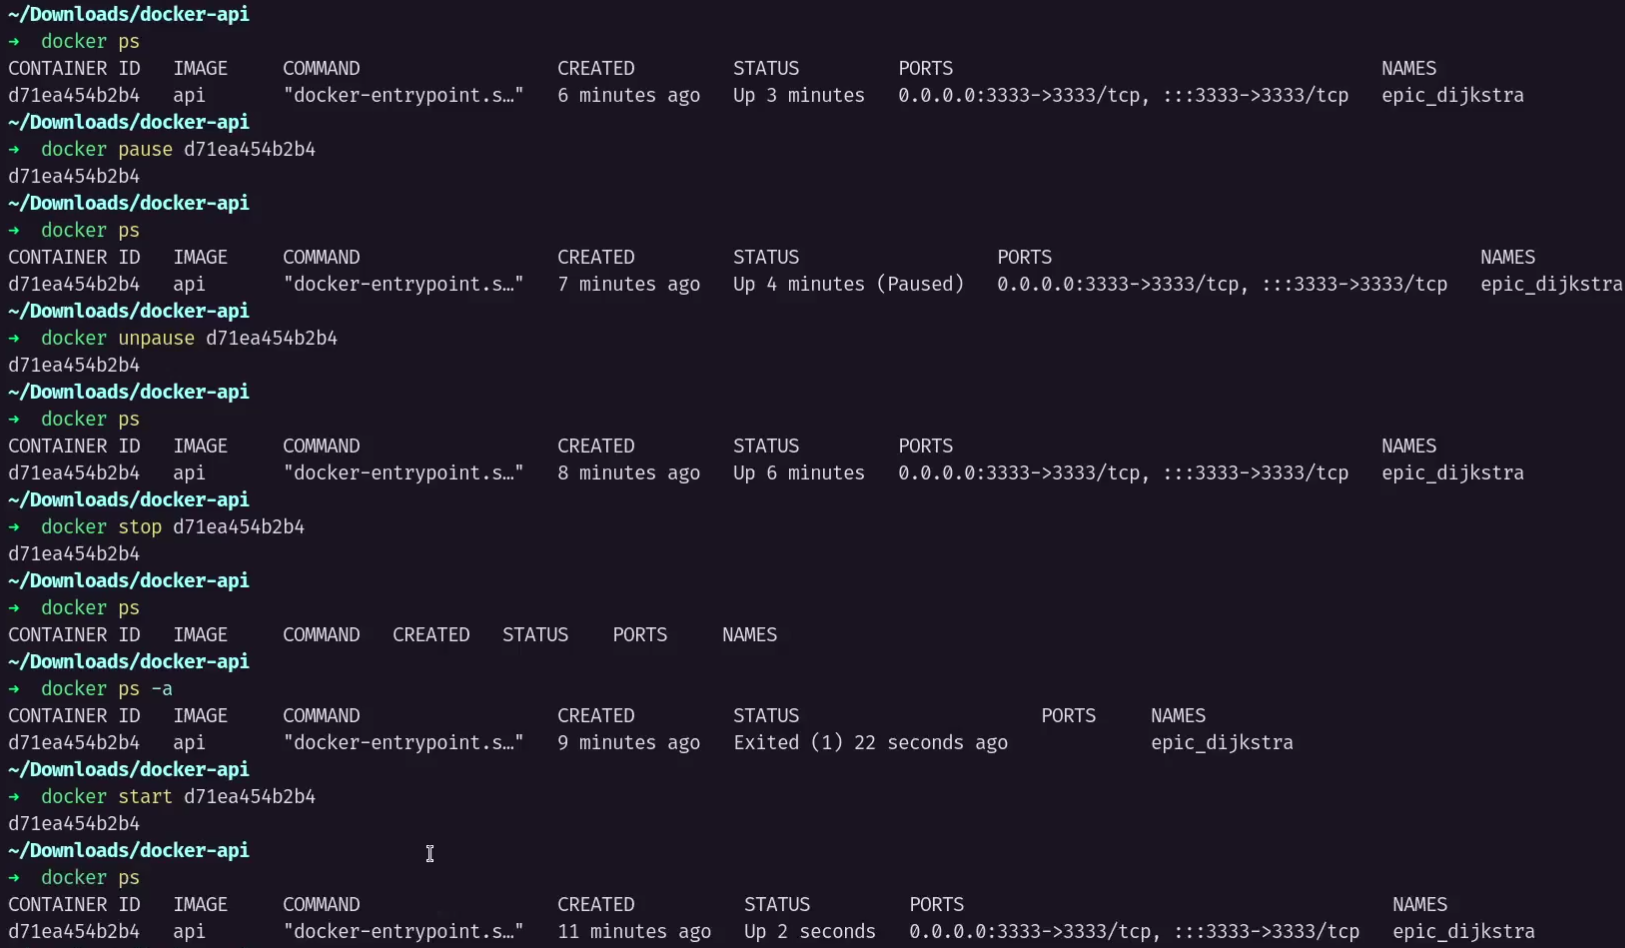 ~/Downloads/docker-api
➜ docker ps
CONTAINER ID IMAGE COMMAND CREATED STATUS PORTS NAMES
d71ea454b2b4 api "docker-entrypoint.s…" 6 minutes ago Up 3 minutes 0.0.0.0:3333->3333/tcp, :::3333->3333/tcp epic_dijkstra
~/Downloads/docker-api
➜ docker pause d71ea454b2b4
d71ea454b2b4
~/Downloads/docker-api
➜ docker ps
CONTAINER ID IMAGE COMMAND CREATED STATUS PORTS NAMES
d71ea454b2b4 api "docker-entrypoint.s…" 7 minutes ago Up 4 minutes (Paused) 0.0.0.0:3333->3333/tcp, :::3333->3333/tcp epic_dijkstra
~/Downloads/docker-api
➜ docker unpause d71ea454b2b4
d71ea454b2b4
~/Downloads/docker-api
➜ docker ps
CONTAINER ID IMAGE COMMAND CREATED STATUS PORTS NAMES
d71ea454b2b4 api "docker-entrypoint.s…" 8 minutes ago Up 6 minutes 0.0.0.0:3333->3333/tcp, :::3333->3333/tcp epic_dijkstra
~/Downloads/docker-api
➜ docker stop d71ea454b2b4
d71ea454b2b4
~/Downloads/docker-api
➜ docker ps
CONTAINER ID IMAGE COMMAND CREATED STATUS PORTS NAMES
~/Downloads/docker-api
➜ docker ps -a
CONTAINER ID IMAGE COMMAND CREATED STATUS PORTS NAMES
d71ea454b2b4 api "docker-entrypoint.s…" 9 minutes ago Exited (1) 22 seconds ago epic_dijkstra
~/Downloads/docker-api
➜ docker start d71ea454b2b4
d71ea454b2b4
~/Downloads/docker-api
➜ docker ps
CONTAINER ID IMAGE COMMAND CREATED STATUS PORTS NAMES
d71ea454b2b4 api "docker-entrypoint.s…" 11 minutes ago Up 2 seconds 0.0.0.0:3333->3333/tcp, :::3333->3333/tcp epic_dijkstra